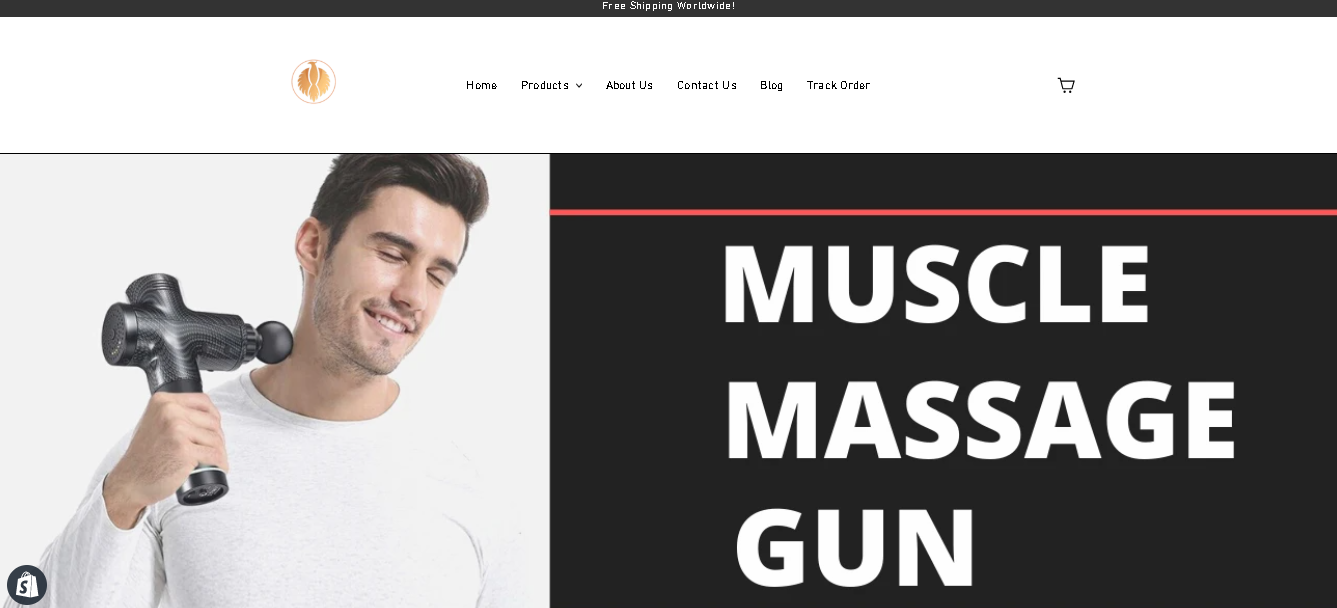 Free Shipping Worldwide!
Home Products About Us Contact Us Blog Track Order
MUSCLE
MASSAGE
GUN